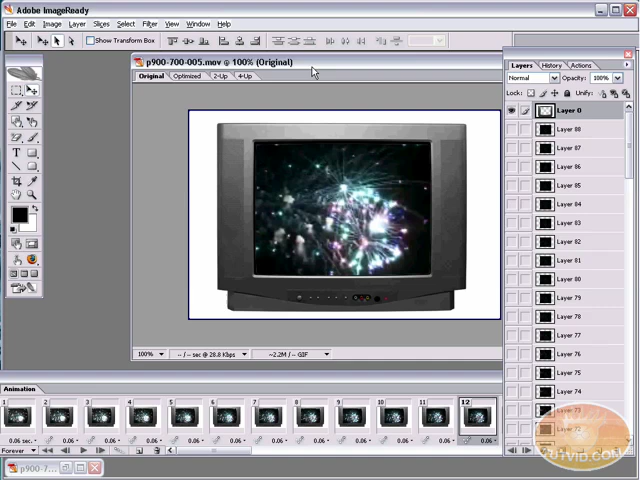 Adobe ImageReady
File Edit Image Layer Slices Select Filter View Window Help
Show Transform Box
p900-700-005.mov @ 100% (Original)
Original Optimized 2-Up 4-Up
Layers History Actions
Normal Opacity: 100%
Lock: Unify:
Layer 0
Layer 88
Layer 87
Layer 86
Layer 85
Layer 84
Layer 83
Layer 82
Layer 81
Layer 80
Layer 79
Layer 78
Layer 77
Layer 76
Layer 75
Layer 74
Layer 73
Layer 72
100% -- / -- sec @ 28.8 Kbps ~2.2M / -- GIF
Animation
1 2 3 4 5 6 7 8 9 10 11 12
0.06 sec. 0.06 0.06 0.06 0.06 0.06 0.06 0.06 0.06 0.06 0.06 0.06
Forever
p900-7...
TUTVID.COM